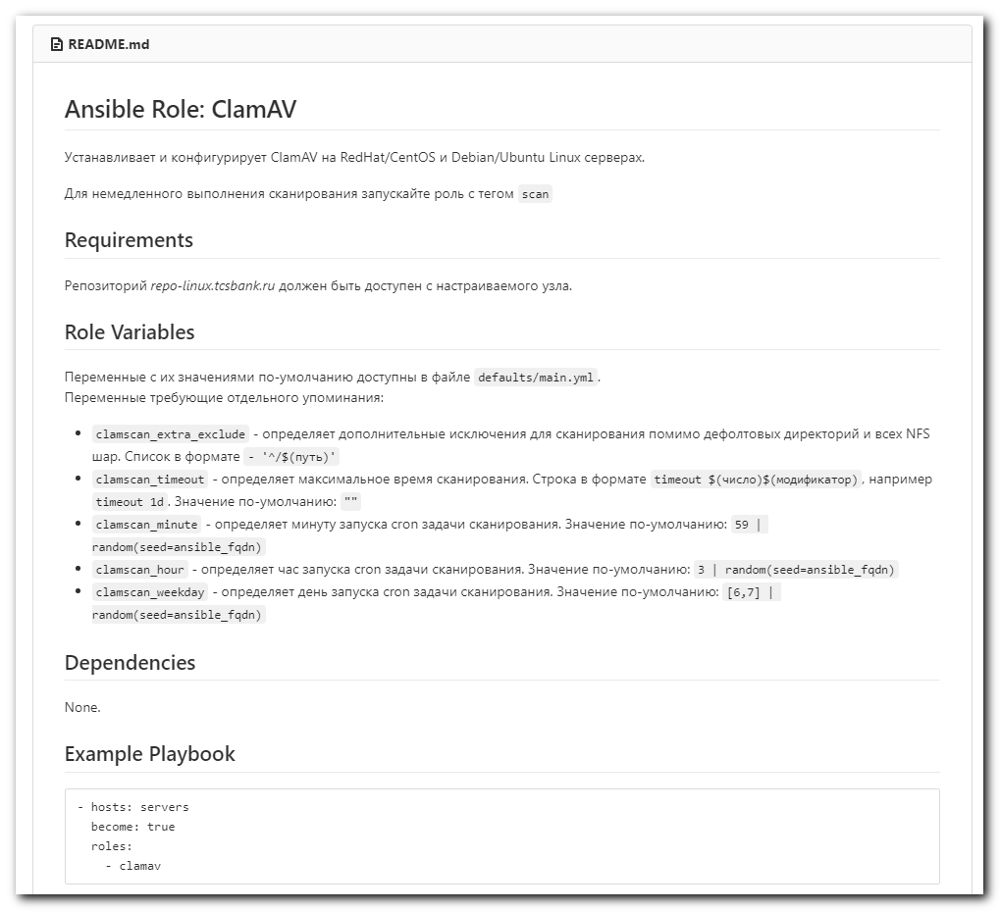 README.md
Ansible Role: ClamAV
Устанавливает и конфигурирует ClamAV на RedHat/CentOS и Debian/Ubuntu Linux серверах.
Для немедленного выполнения сканирования запускайте роль с тегом scan
Requirements
Репозиторий repo-linux.tcsbank.ru должен быть доступен с настраиваемого узла.
Role Variables
Переменные с их значениями по-умолчанию доступны в файле defaults/main.yml.
Переменные требующие отдельного упоминания:
• clamscan_extra_exclude - определяет дополнительные исключения для сканирования помимо дефолтовых директорий и всех NFS
шар. Список в формате - '^/$(путь)'
• clamscan_timeout - определяет максимальное время сканирования. Строка в формате timeout $(число)$(модификатор), например
timeout 1d. Значение по-умолчанию: ""
• clamscan_minute - определяет минуту запуска cron задачи сканирования. Значение по-умолчанию: 59 |
random(seed=ansible_fqdn)
• clamscan_hour - определяет час запуска cron задачи сканирования. Значение по-умолчанию: 3 | random(seed=ansible_fqdn)
• clamscan_weekday - определяет день запуска cron задачи сканирования. Значение по-умолчанию: [6,7] |
random(seed=ansible_fqdn)
Dependencies
None.
Example Playbook
- hosts: servers
  become: true
  roles:
    - clamav